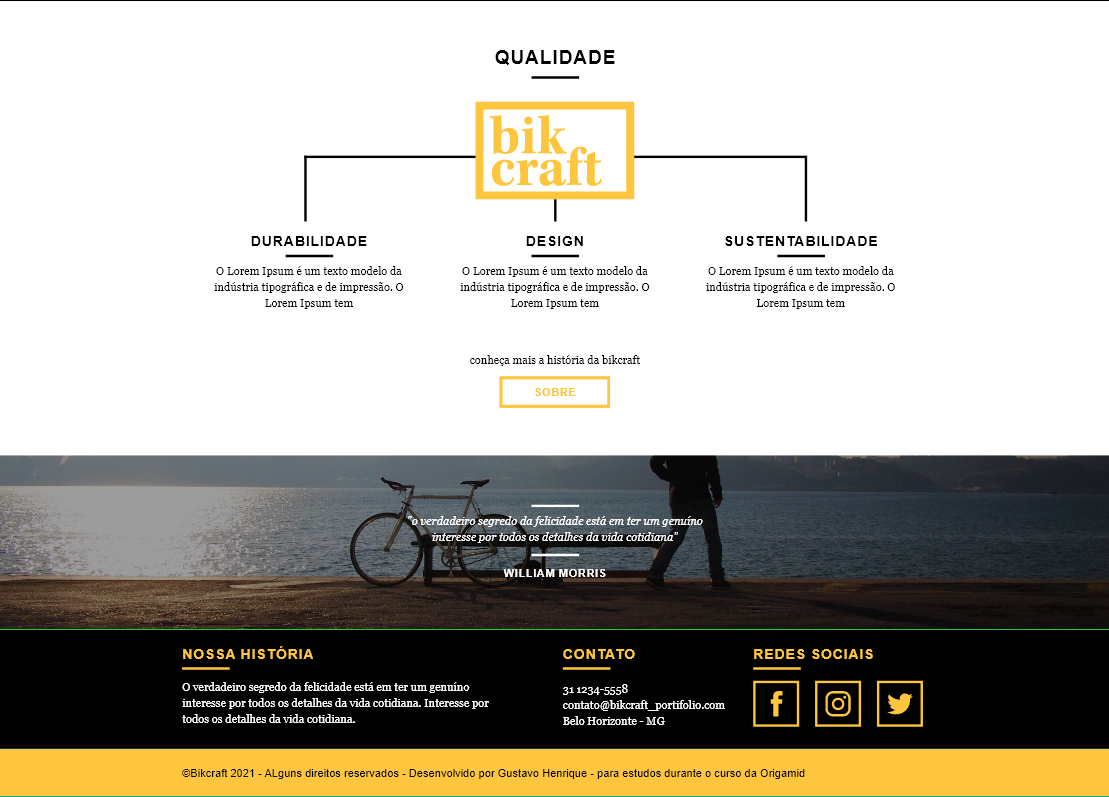 QUALIDADE
bik
craft
DURABILIDADE
O Lorem Ipsum é um texto modelo da
indústria tipográfica e de impressão. O
Lorem Ipsum tem
DESIGN
O Lorem Ipsum é um texto modelo da
indústria tipográfica e de impressão. O
Lorem Ipsum tem
SUSTENTABILIDADE
O Lorem Ipsum é um texto modelo da
indústria tipográfica e de impressão. O
Lorem Ipsum tem
conheça mais a história da bikcraft
SOBRE
"o verdadeiro segredo da felicidade está em ter um genuíno
interesse por todos os detalhes da vida cotidiana"
WILLIAM MORRIS
NOSSA HISTÓRIA
O verdadeiro segredo da felicidade está em ter um genuíno
interesse por todos os detalhes da vida cotidiana. Interesse por
todos os detalhes da vida cotidiana.
CONTATO
31 1234-5558
contato@bikcraft_portifolio.com
Belo Horizonte - MG
REDES SOCIAIS
©Bikcraft 2021 - ALguns direitos reservados - Desenvolvido por Gustavo Henrique - para estudos durante o curso da Origamid